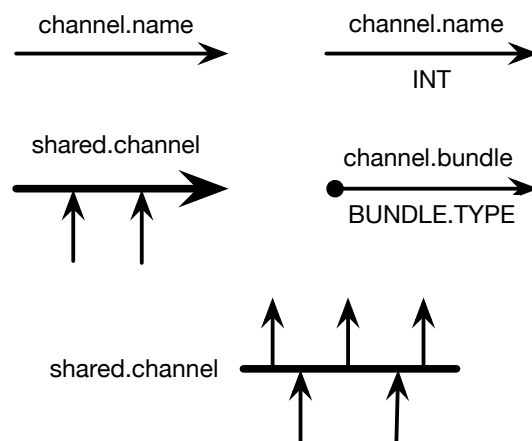 channel.name
channel.name
INT
shared.channel
channel.bundle
BUNDLE.TYPE
shared.channel